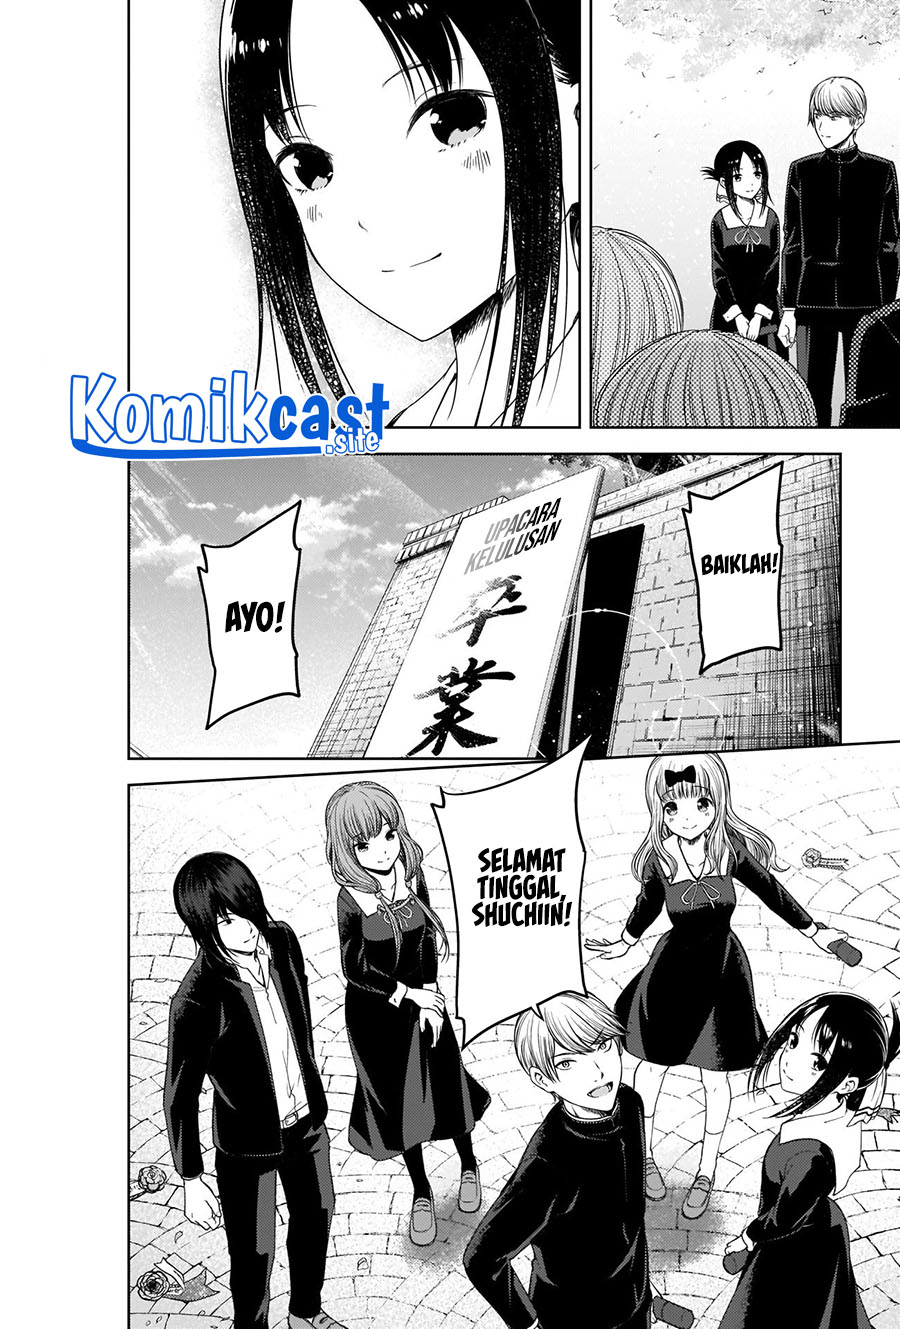 Komikcast
.site
BAIKLAH!
UPACARA
KELULUSAN
卒業
AYO!
SELAMAT
TINGGAL,
SHUCHIIN!